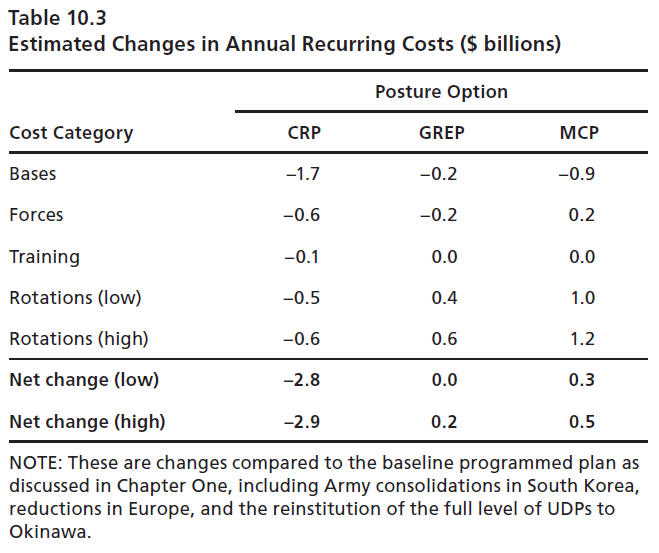 Table 10.3
Estimated Changes in Annual Recurring Costs ($ billions)
Posture Option
Cost Category CRP GREP MCP
Bases –1.7 –0.2 –0.9
Forces –0.6 –0.2 0.2
Training –0.1 0.0 0.0
Rotations (low) –0.5 0.4 1.0
Rotations (high) –0.6 0.6 1.2
Net change (low) –2.8 0.0 0.3
Net change (high) –2.9 0.2 0.5
NOTE: These are changes compared to the baseline programmed plan as
discussed in Chapter One, including Army consolidations in South Korea,
reductions in Europe, and the reinstitution of the full level of UDPs to
Okinawa.